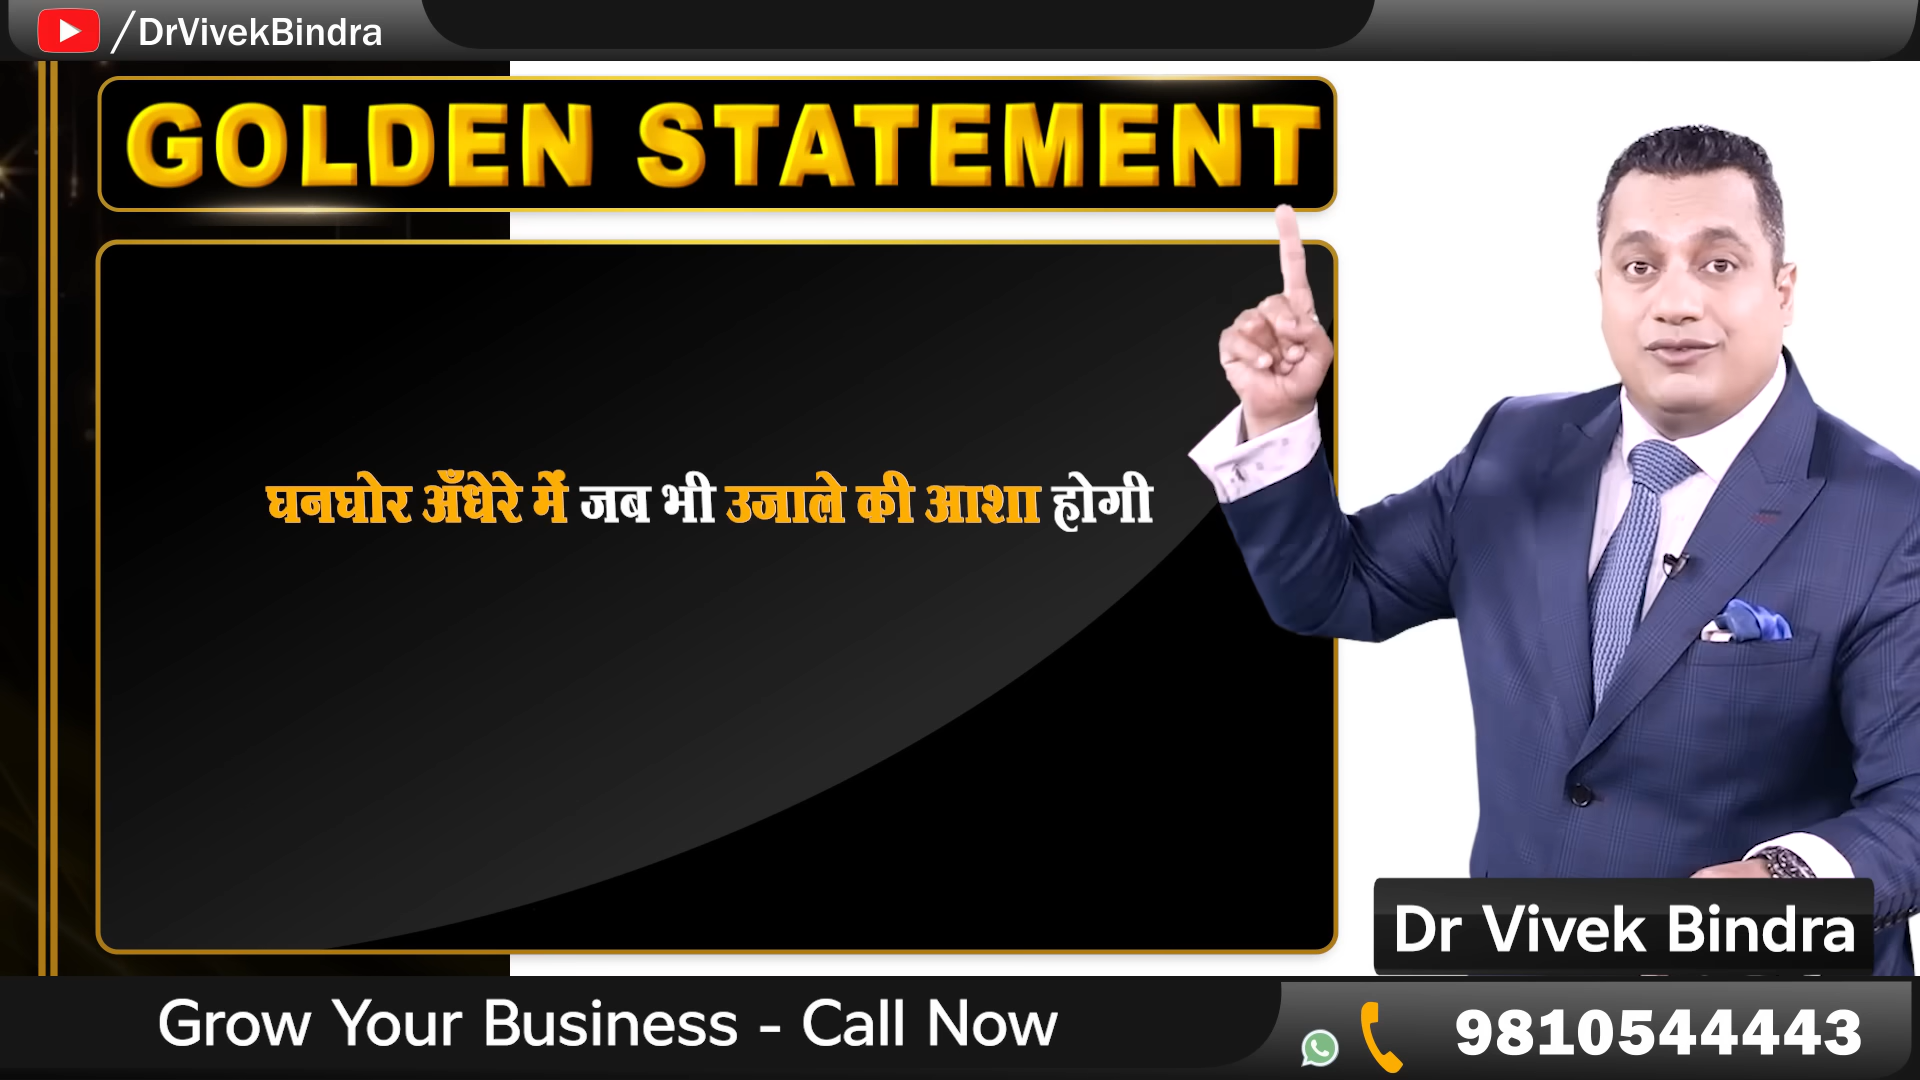 /DrVivekBindra
GOLDEN STATEMENT
घनघोर अँधेरे में जब भी उजाले की आशा होगी
Dr Vivek Bindra
Grow Your Business - Call Now
9810544443